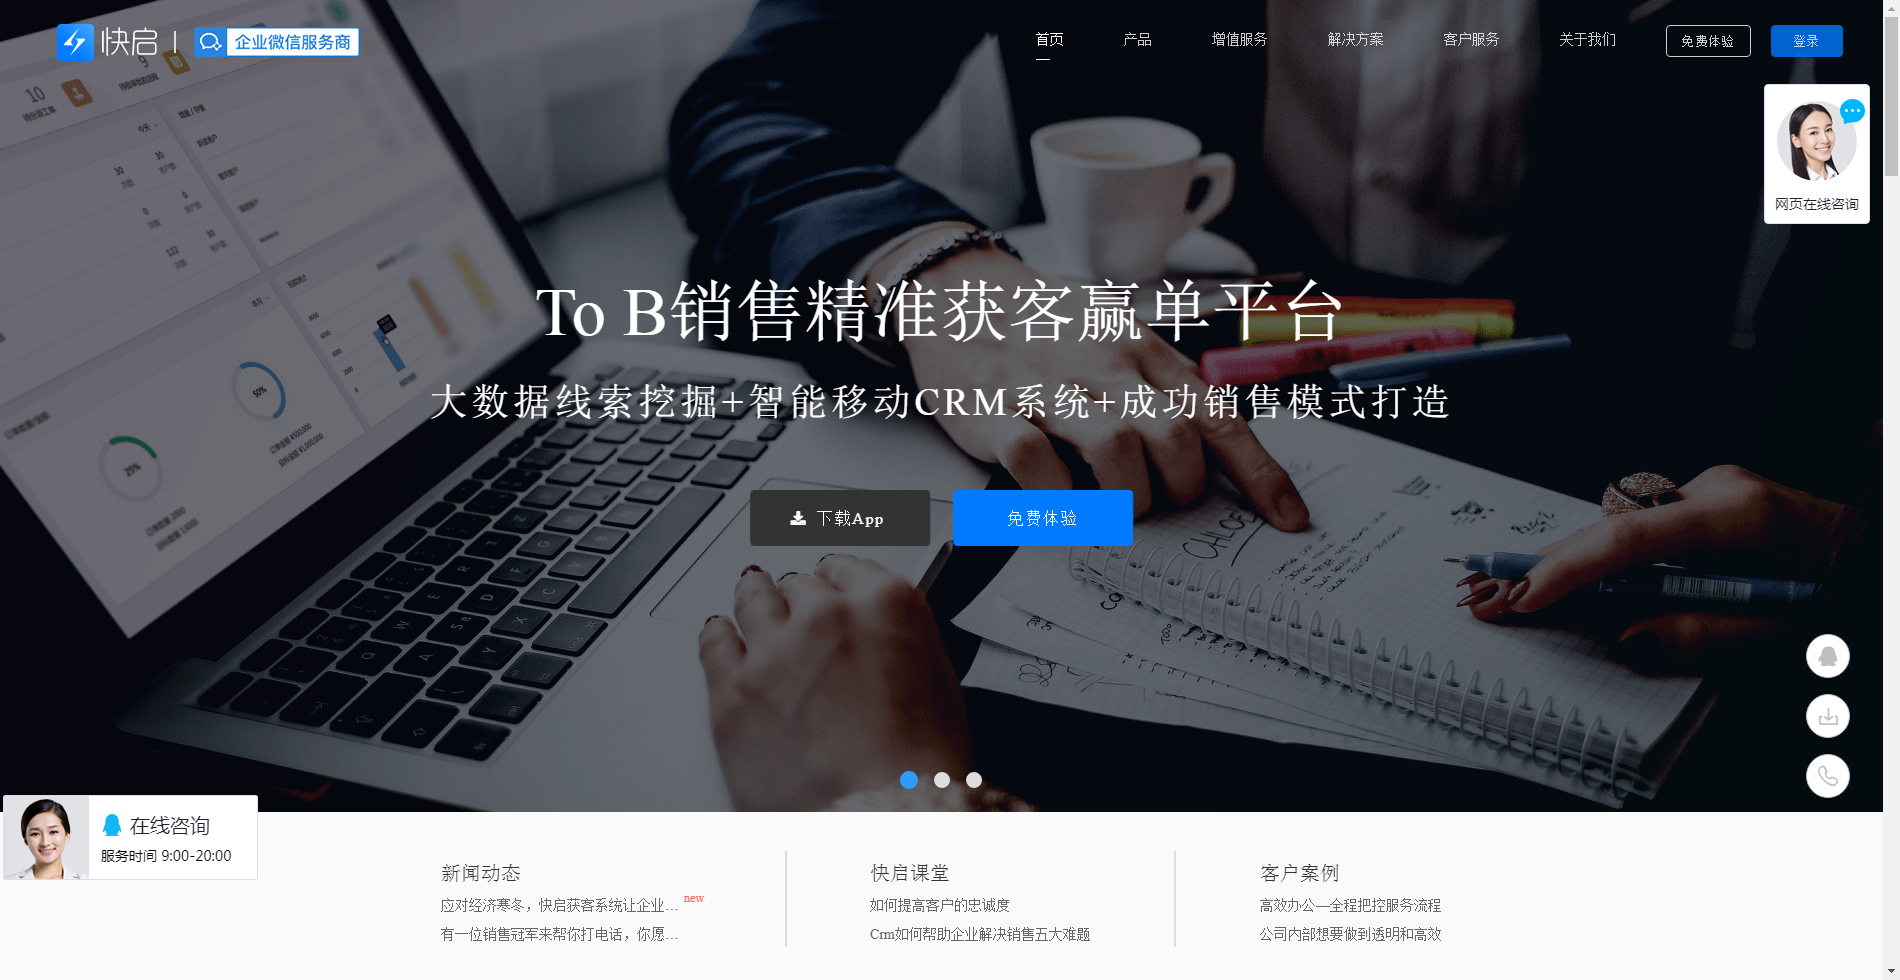 快启 | 企业微信服务商
首页 产品 增值服务 解决方案 客户服务 关于我们 免费体验 登录
网页在线咨询
To B销售精准获客赢单平台
大数据线索挖掘+智能移动CRM系统+成功销售模式打造
下载App 免费体验
在线咨询
服务时间 9:00-20:00
新闻动态
应对经济寒冬，快启获客系统让企业... new
有一位销售冠军来帮你打电话，你愿...
快启课堂
如何提高客户的忠诚度
Crm如何帮助企业解决销售五大难题
客户案例
高效办公—全程把控服务流程
公司内部想要做到透明和高效